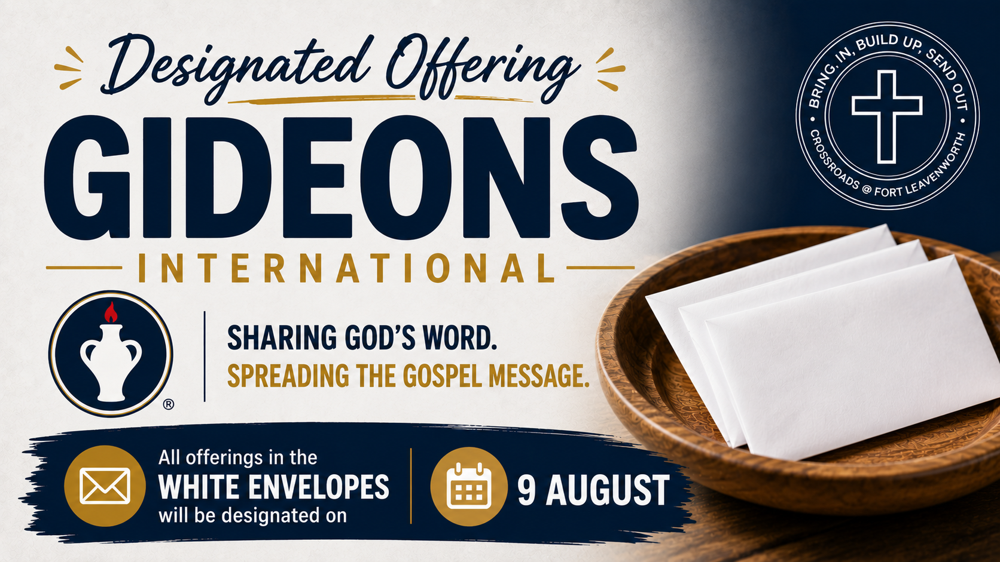 Designated Offering
GIDEONS
INTERNATIONAL
®
SHARING GOD'S WORD.
SPREADING THE GOSPEL MESSAGE.
All offerings in the
WHITE ENVELOPES
will be designated on
9 AUGUST
• BRING IN, BUILD UP, SEND OUT •
CROSSROADS @ FORT LEAVENWORTH